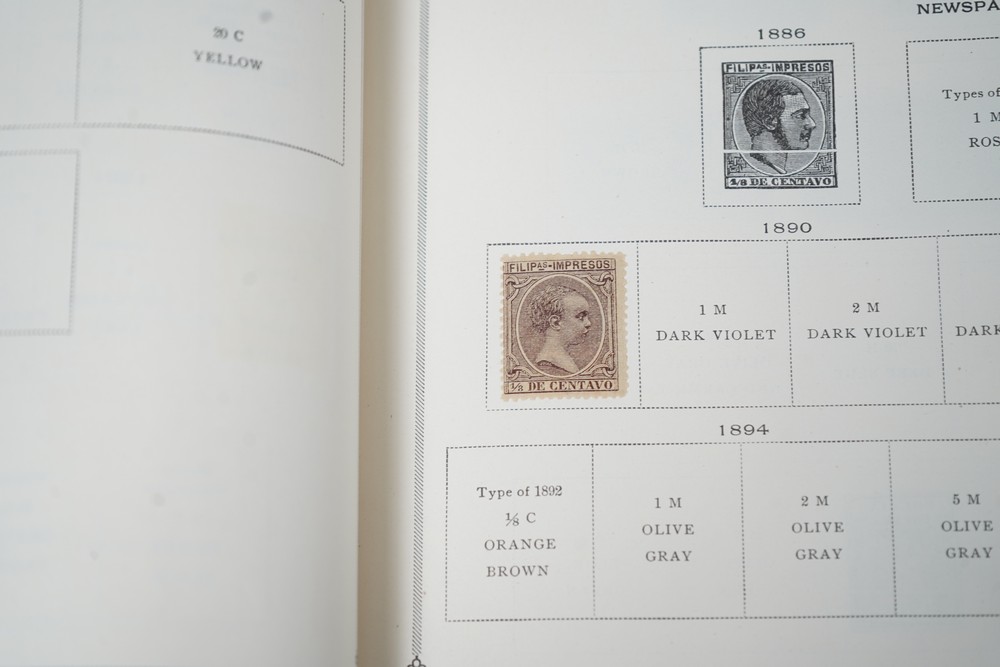 20 C
YELLOW
1886
FILIPAS-IMPRESOS
1/8 DE CENTAVO
Types of
1 M
1890
FILIPAS-IMPRESOS
1/8 DE CENTAVO
1 M
DARK VIOLET
2 M
DARK VIOLET
DARK
1894
Type of 1892
1/8 C
ORANGE
BROWN
1 M
OLIVE
GRAY
2 M
OLIVE
GRAY
5 M
OLIVE
GRAY